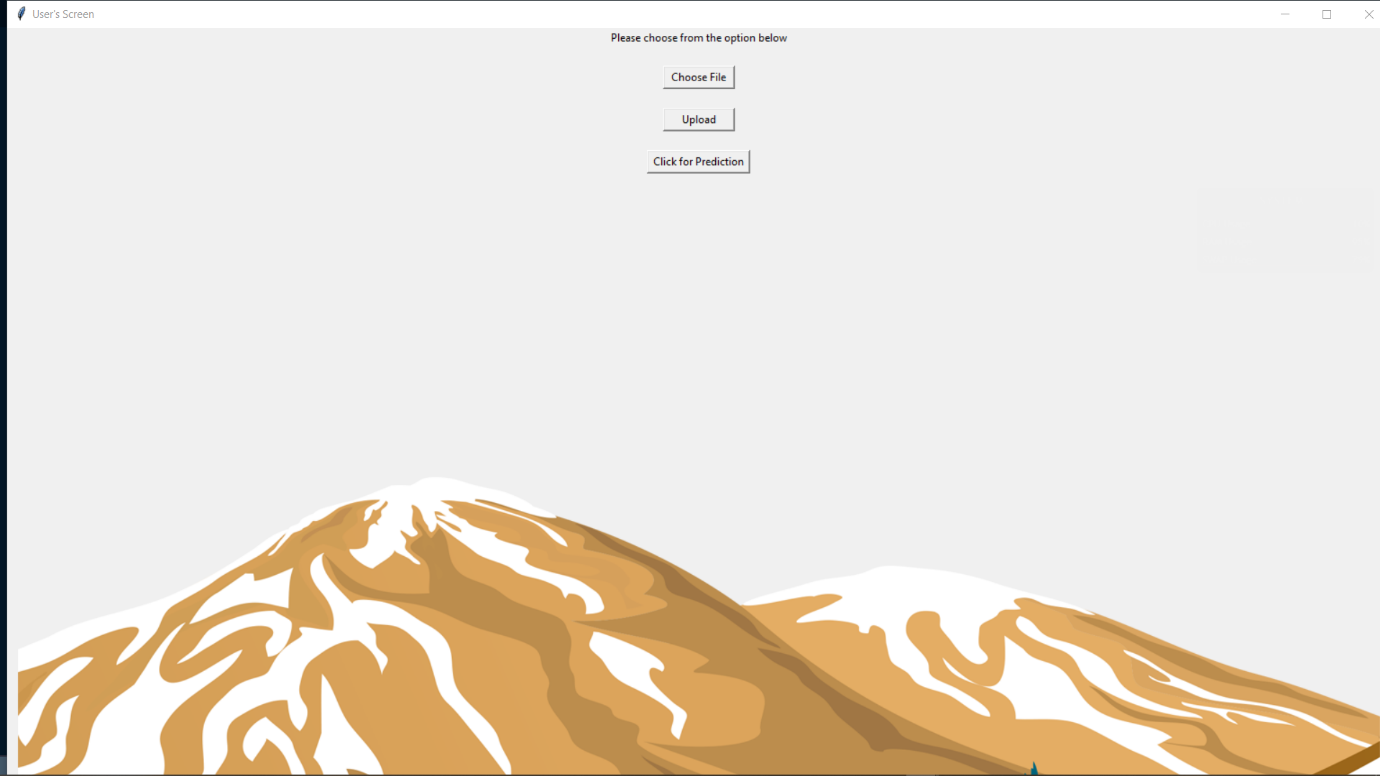 User's Screen
Please choose from the option below
Choose File
Upload
Click for Prediction